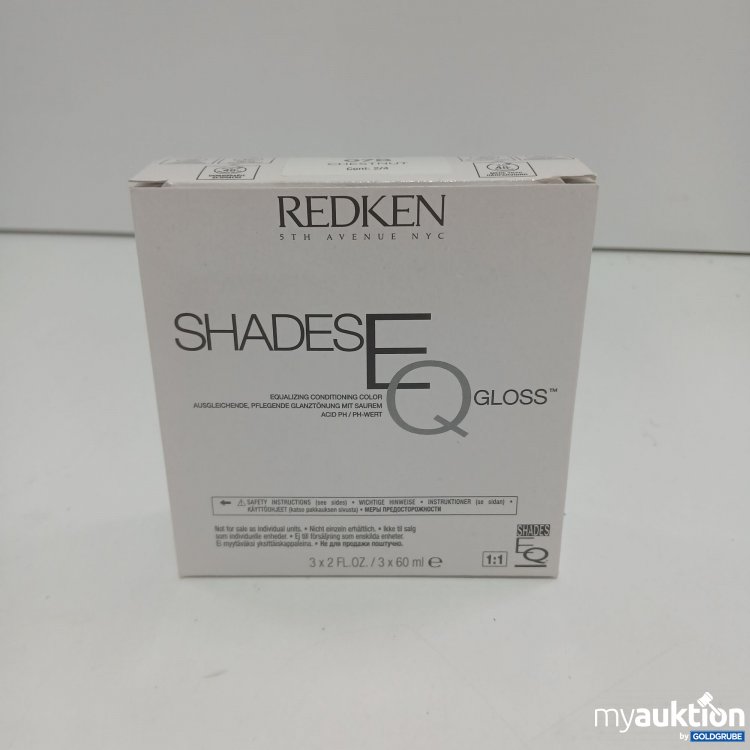 CHESTNUT
REDKEN
5TH AVENUE NYC
SHADES EQ GLOSS™
EQUALIZING CONDITIONING COLOR
AUSGLEICHENDE, PFLEGENDE GLANZTÖNUNG MIT SAUREM
ACID PH / PH-WERT
SAFETY INSTRUCTIONS (see sides) • WICHTIGE HINWEISE • INSTRUKTIONER (se sidan) •
KÄYTTÖOHJEET (katso pakkauksen sivusta) • МЕРЫ ПРЕДОСТОРОЖНОСТИ
Not for sale as individual units. • Nicht einzeln erhältlich. • Ikke til salg
som individuelle enheder. • Ej till försäljning som enskilda enheter.
Ei myytäväksi yksittäiskappaleina. • Не для продажи поштучно.
3 x 2 FL.OZ. / 3 x 60 ml e
1:1
SHADES
EQ
myauktion
by GOLDGRUBE